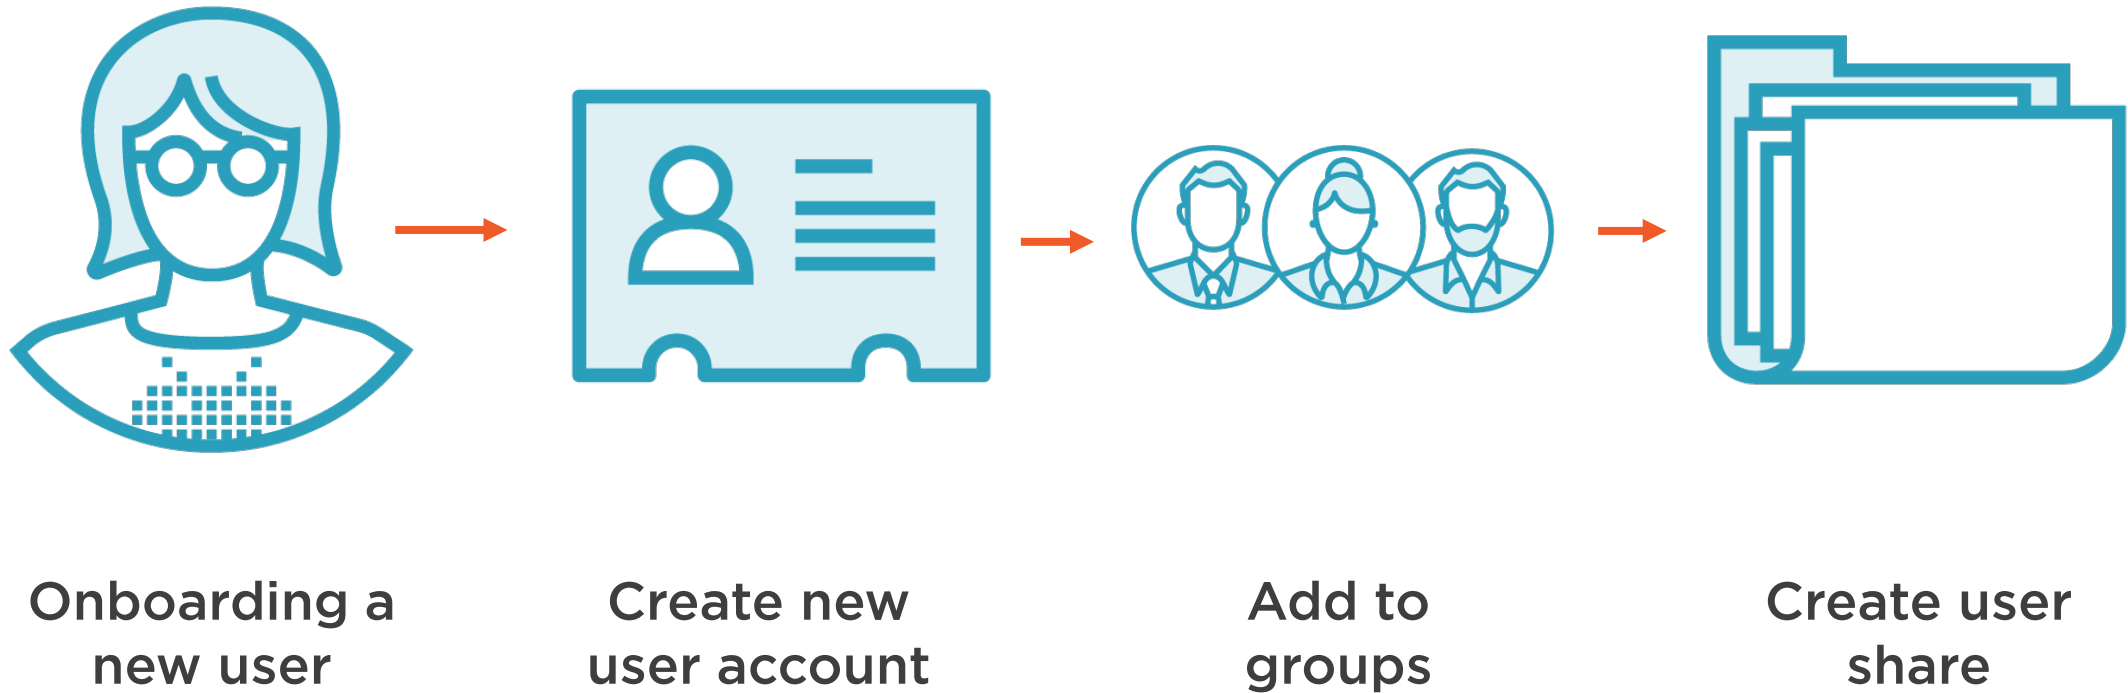 Onboarding a
new user
Create new
user account
Add to
groups
Create user
share